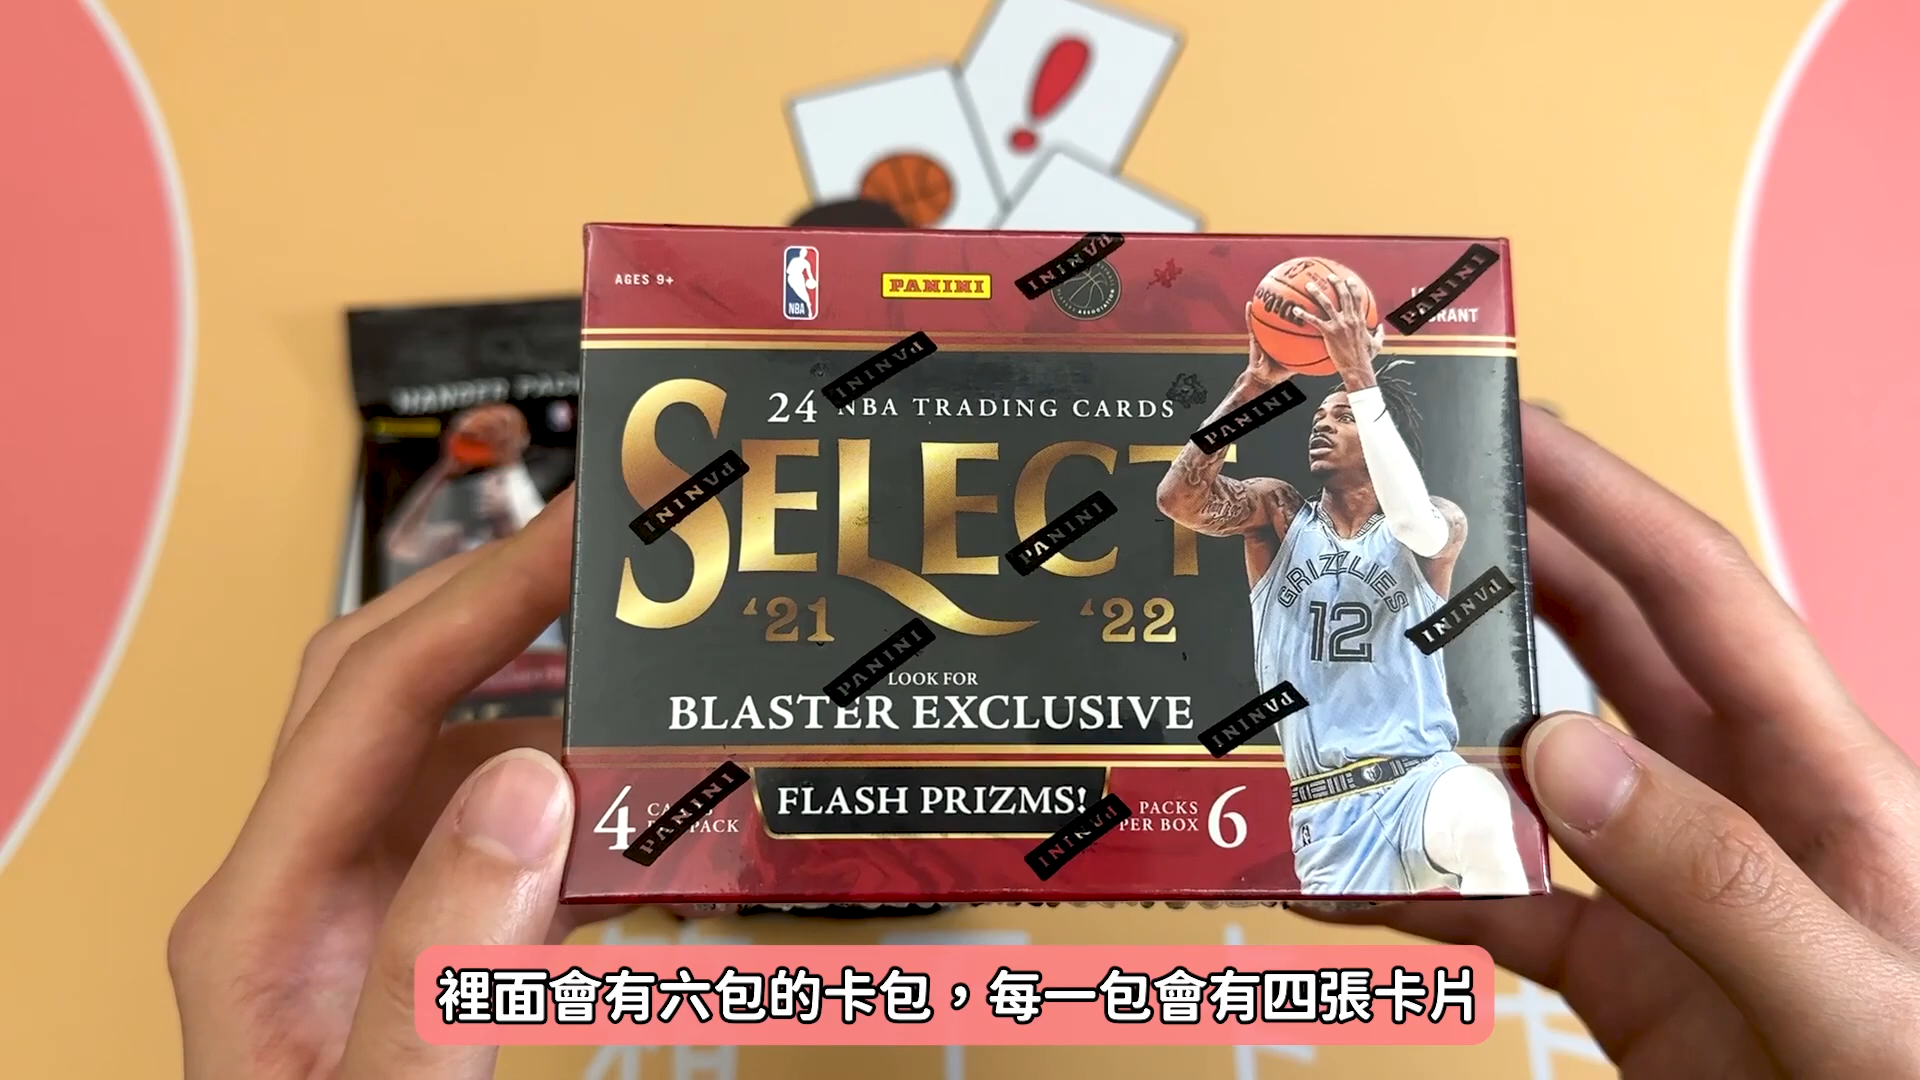 AGES 9+
NBA
PANINI
PANINI
PANINI
PANINI
24 NBA TRADING CARDS
PANINI
SELECT
PANINI
PANINI
'21 '22
PANINI
PANINI
LOOK FOR
BLASTER EXCLUSIVE
PANINI
FLASH PRIZMS!
4
PACK
PANINI
PANINI
PACKS
PER BOX
6
Wilson
GRIZZLIES
12
裡面會有六包的卡包，每一包會有四張卡片